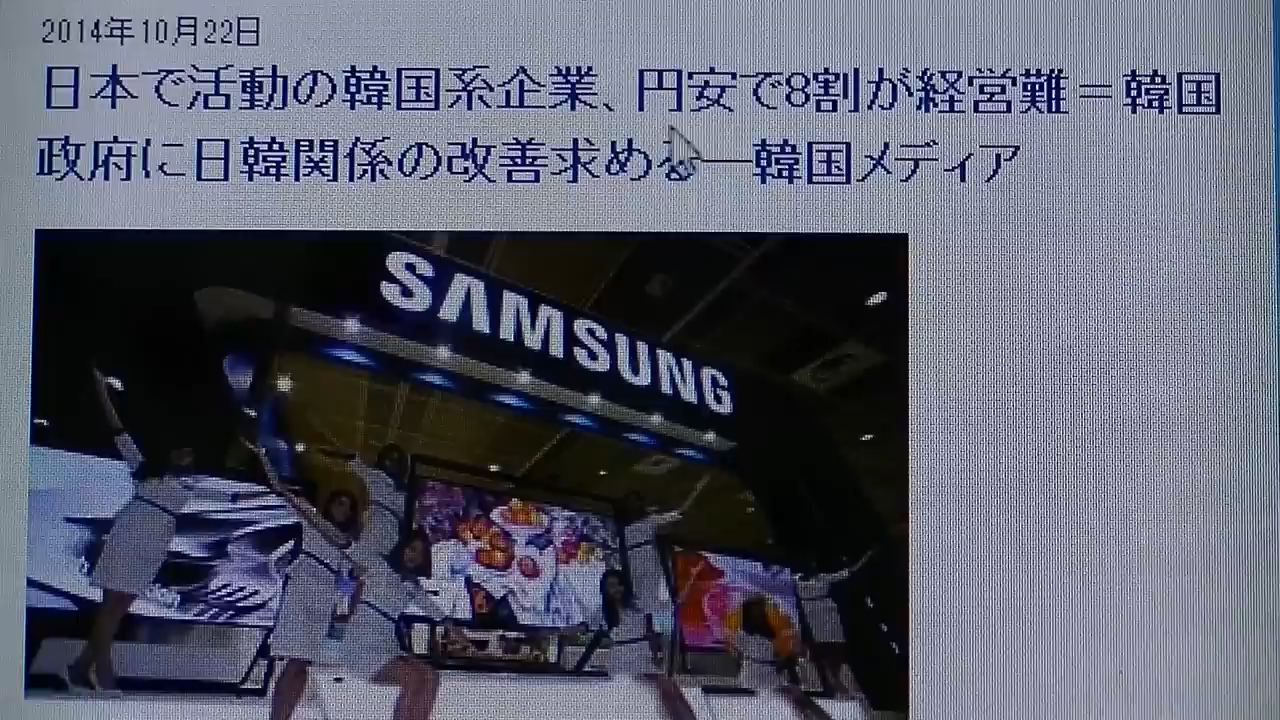 2014年10月22日
日本で活動の韓国系企業、円安で8割が経営難＝韓国
政府に日韓関係の改善求める―韓国メディア
SAMSUNG